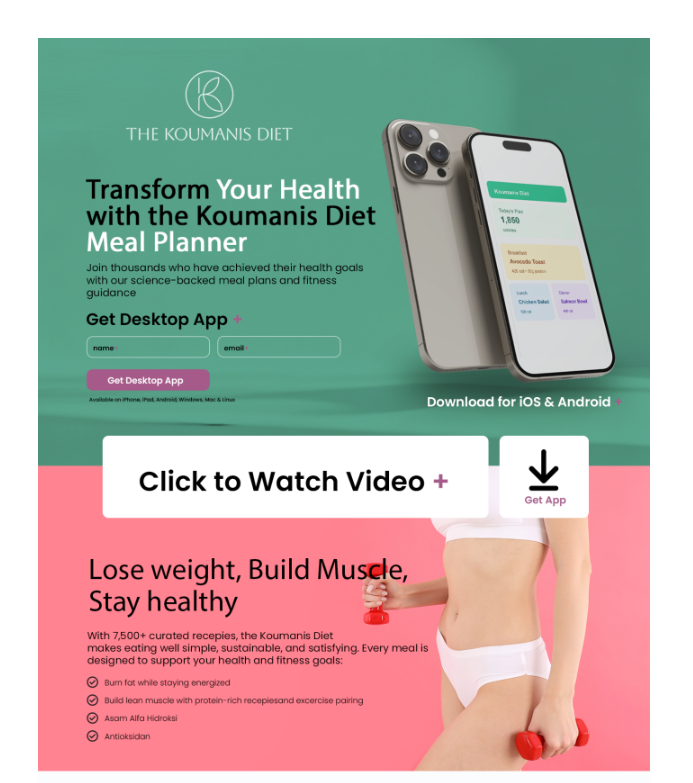 THE KOUMANIS DIET
Transform Your Health
with the Koumanis Diet
Meal Planner
Join thousands who have achieved their health goals
with our science-backed meal plans and fitness
guidance
Get Desktop App +
name*
email*
Get Desktop App
Available on iPhone, iPad, Android, Windows, Mac & Linux
Koumanis Diet
Today's Plan
1,850
calories
Breakfast
Avocado Toast
Lunch
Chicken Salad
Dinner
Salmon Bowl
Download for iOS & Android +
Click to Watch Video +
Get App
Lose weight, Build Muscle,
Stay healthy
With 7,500+ curated recepies, the Koumanis Diet
makes eating well simple, sustainable, and satisfying. Every meal is
designed to support your health and fitness goals:
Burn fat while staying energized
Build lean muscle with protein-rich recepiesand excercise pairing
Asam Alfa Hidroksi
Antioksidan